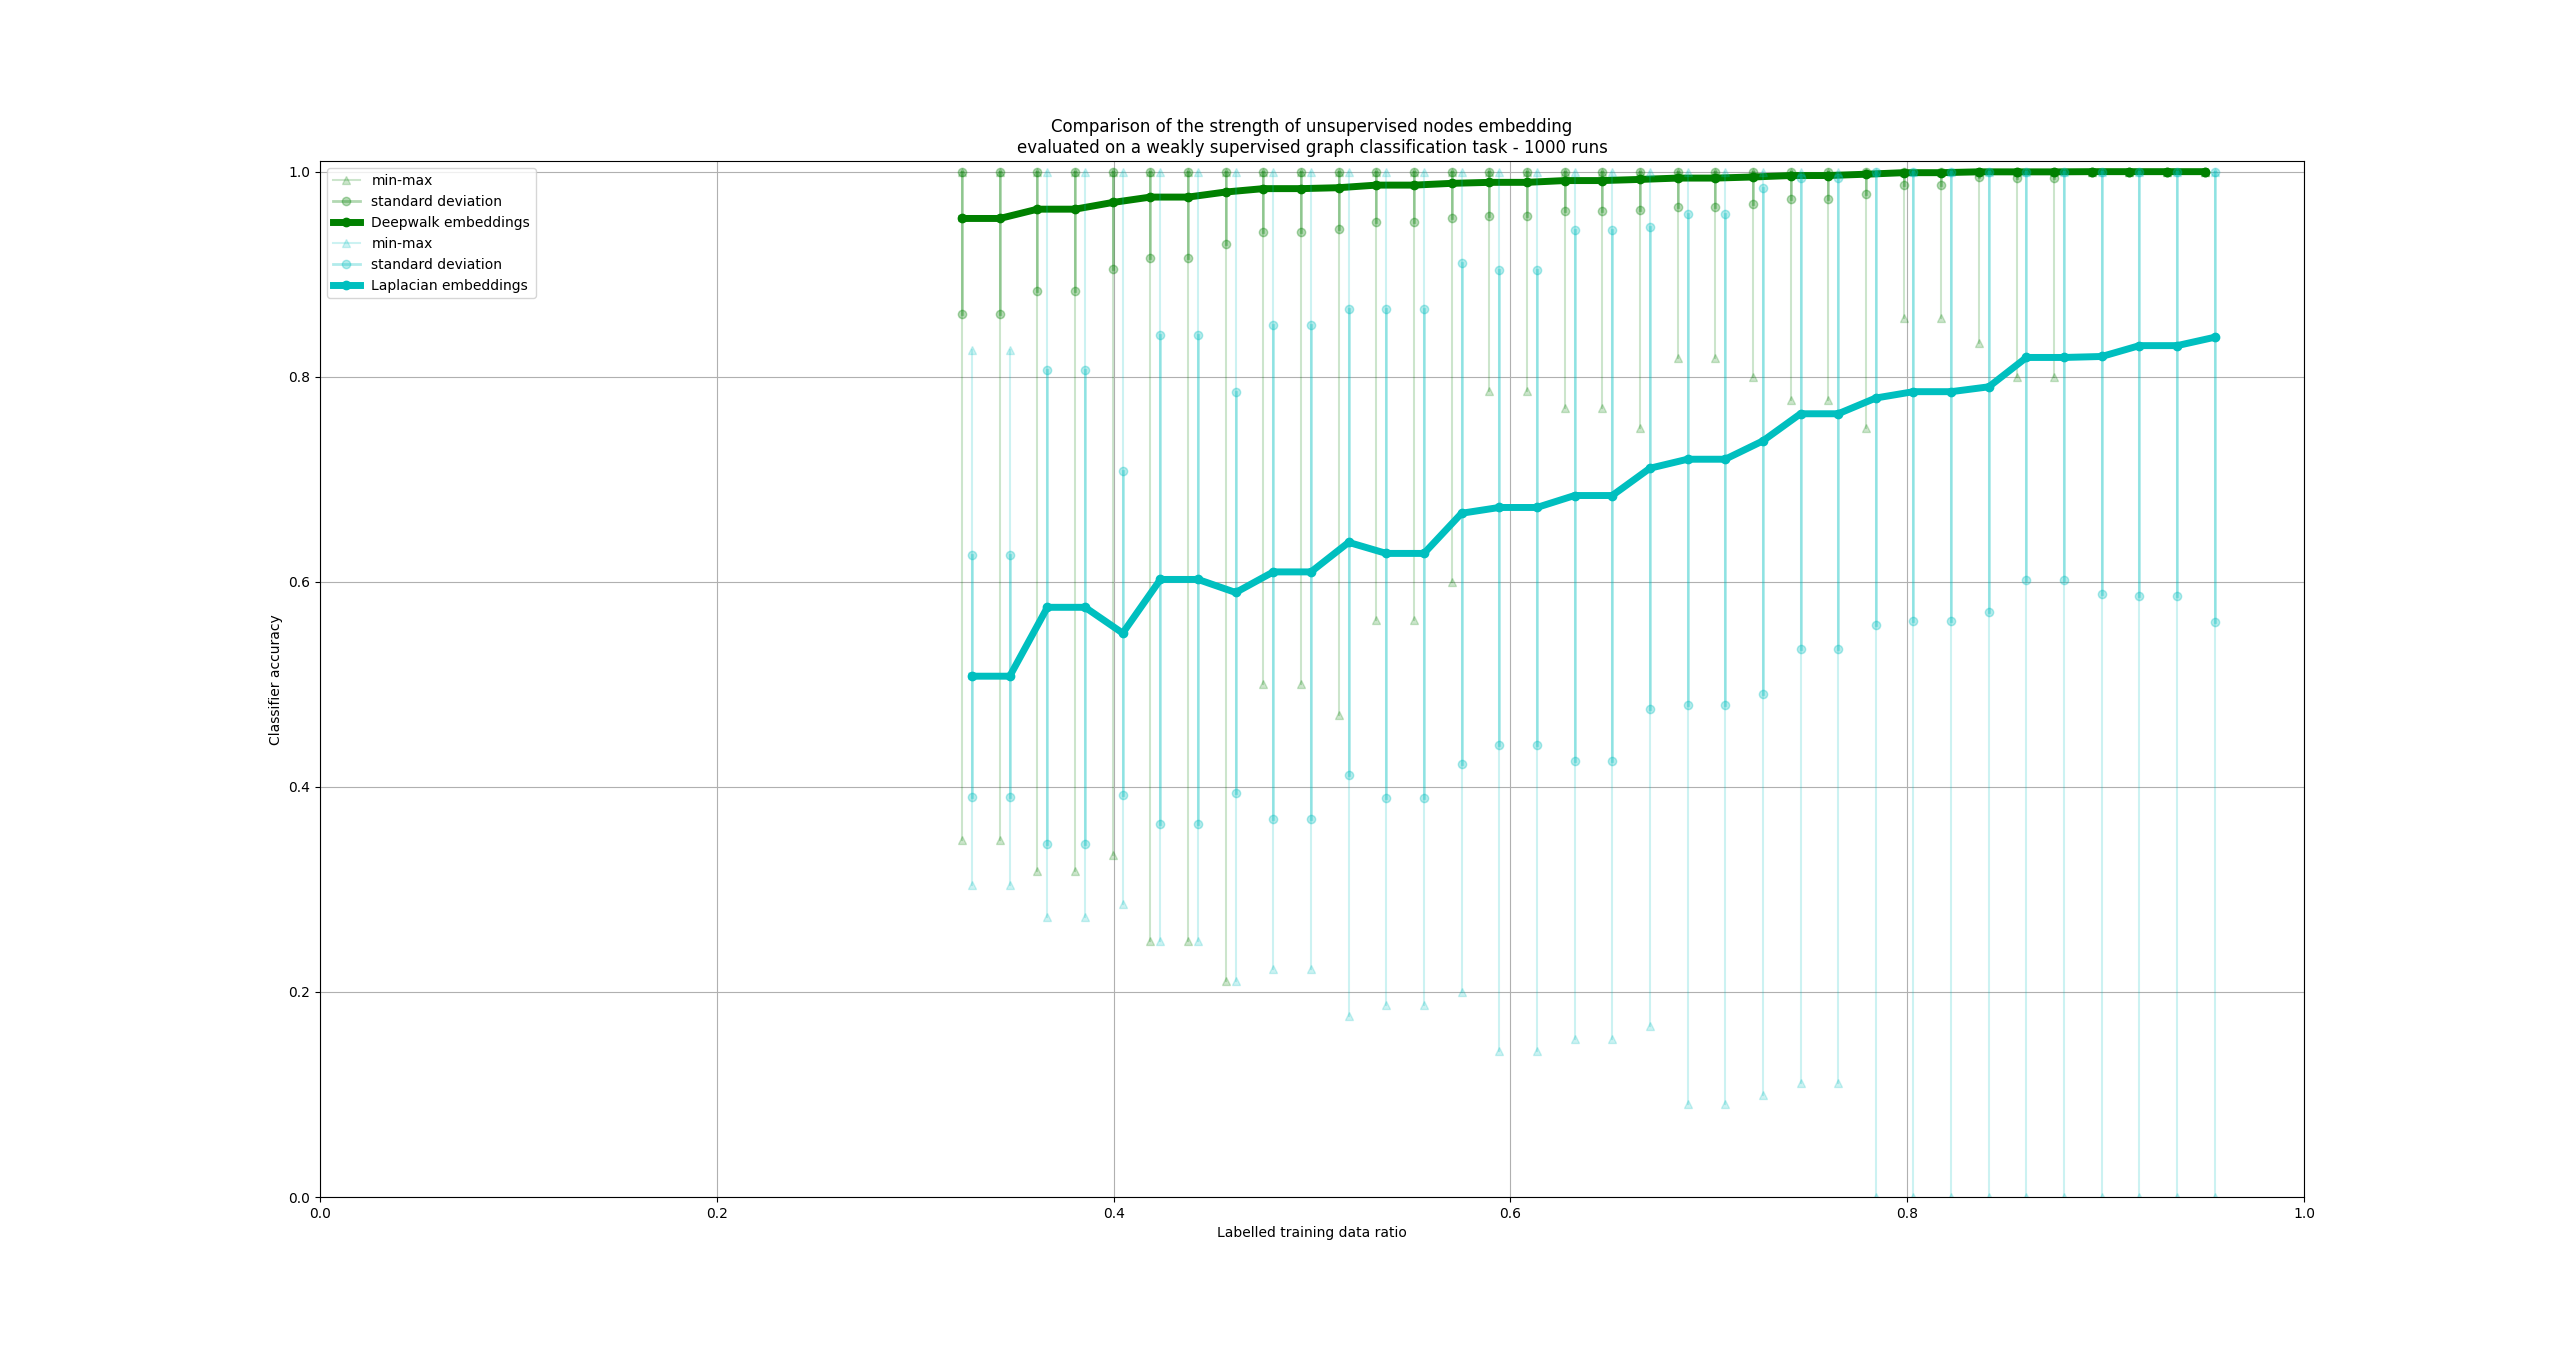 Comparison of the strength of unsupervised nodes embedding
evaluated on a weakly supervised graph classification task - 1000 runs
min-max
standard deviation
Deepwalk embeddings
min-max
standard deviation
Laplacian embeddings
Classifier accuracy
1.0
0.8
0.6
0.4
0.2
0.0
0.0 0.2 0.4 0.6 0.8 1.0
Labelled training data ratio